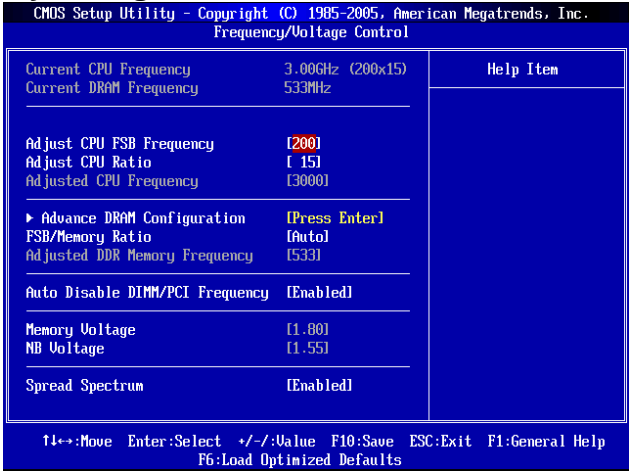 CMOS Setup Utility - Copyright (C) 1985-2005, American Megatrends, Inc.
Frequency/Voltage Control
Current CPU Frequency 3.00GHz (200x15) Help Item
Current DRAM Frequency 533MHz
Adjust CPU FSB Frequency [200]
Adjust CPU Ratio [ 15]
Adjusted CPU Frequency [3000]
▶ Advance DRAM Configuration [Press Enter]
FSB/Memory Ratio [Auto]
Adjusted DDR Memory Frequency [533]
Auto Disable DIMM/PCI Frequency [Enabled]
Memory Voltage [1.80]
NB Voltage [1.55]
Spread Spectrum [Enabled]
↑↓←→:Move Enter:Select +/-/:Value F10:Save ESC:Exit F1:General Help
F6:Load Optimized Defaults